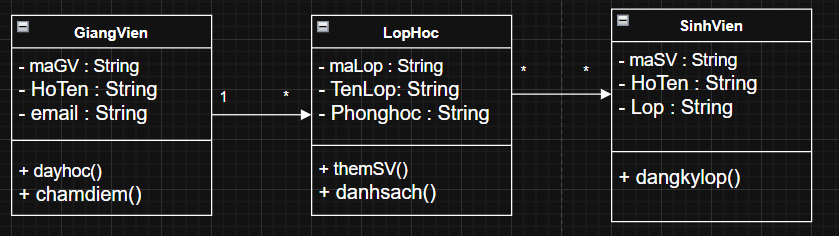 GiangVien
- maGV : String
- HoTen : String
- email : String
+ dayhoc()
+ chamdiem()
1
*
LopHoc
- maLop : String
- TenLop: String
- Phonghoc : String
+ themSV()
+ danhsach()
*
*
SinhVien
- maSV : String
- HoTen : String
- Lop : String
+ dangkylop()